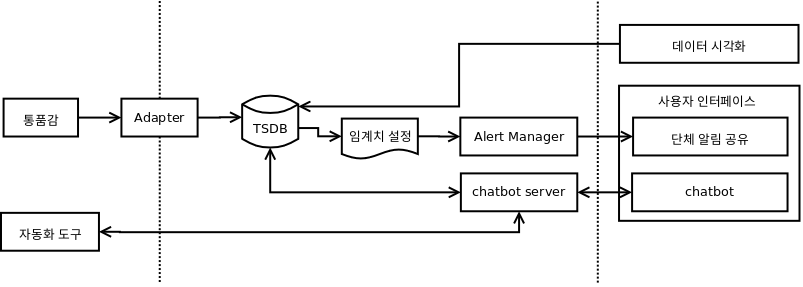 데이터 시각화
사용자 인터페이스
통품감
Adapter
TSDB
임계치 설정
Alert Manager
단체 알림 공유
chatbot server
chatbot
자동화 도구